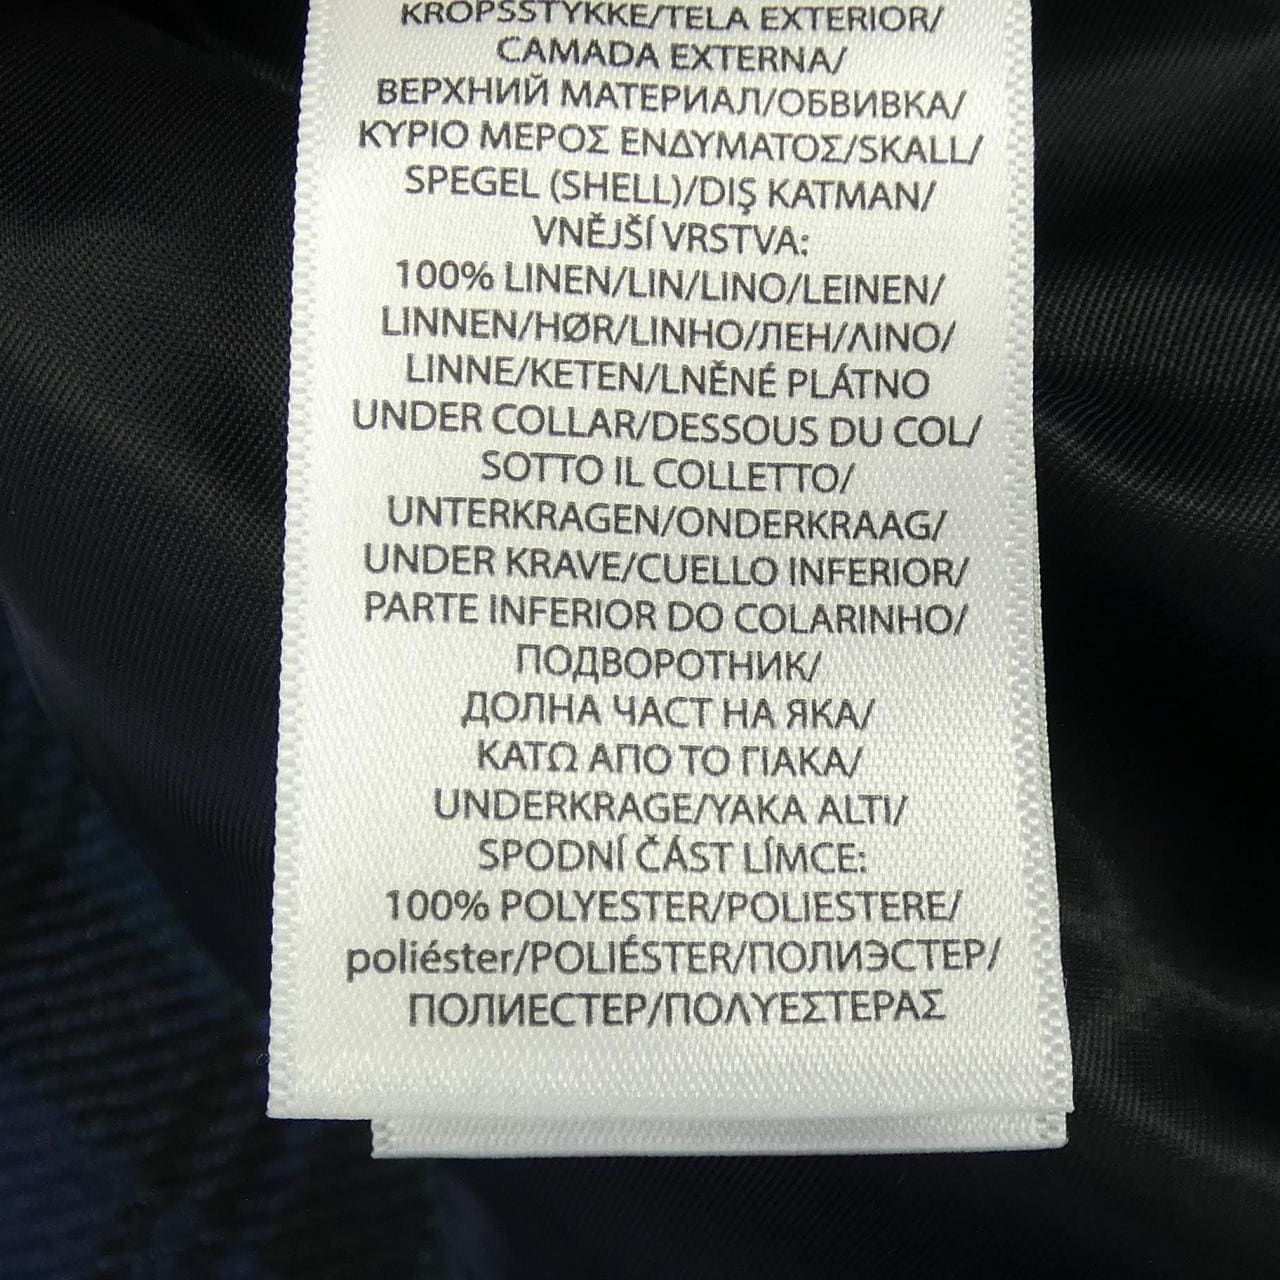 KROPSSTYKKE/TELA EXTERIOR/
CAMADA EXTERNA/
ВЕРХНИЙ МАТЕРИАЛ/ОБВИВКА/
ΚΥΡΙΟ ΜΕΡΟΣ ΕΝΔΥΜΑΤΟΣ/SKALL/
SPEGEL (SHELL)/DIŞ KATMAN/
VNĚJŠÍ VRSTVA:
100% LINEN/LIN/LINO/LEINEN/
LINNEN/HØR/LINHO/ЛЕН/ΛΙΝΟ/
LINNE/KETEN/LNĚNÉ PLÁTNO
UNDER COLLAR/DESSOUS DU COL/
SOTTO IL COLLETTO/
UNTERKRAGEN/ONDERKRAAG/
UNDER KRAVE/CUELLO INFERIOR/
PARTE INFERIOR DO COLARINHO/
ПОДВОРОТНИК/
ДОЛНА ЧАСТ НА ЯКА/
ΚΑΤΩ ΑΠΟ ΤΟ ΓΙΑΚΑ/
UNDERKRAGE/YAKA ALTI/
SPODNÍ ČÁST LÍMCE:
100% POLYESTER/POLIESTERE/
poliéster/POLIÉSTER/ПОЛИЭСТЕР/
ПОЛИЕСТЕР/ΠΟΛΥΕΣΤΕΡΑΣ